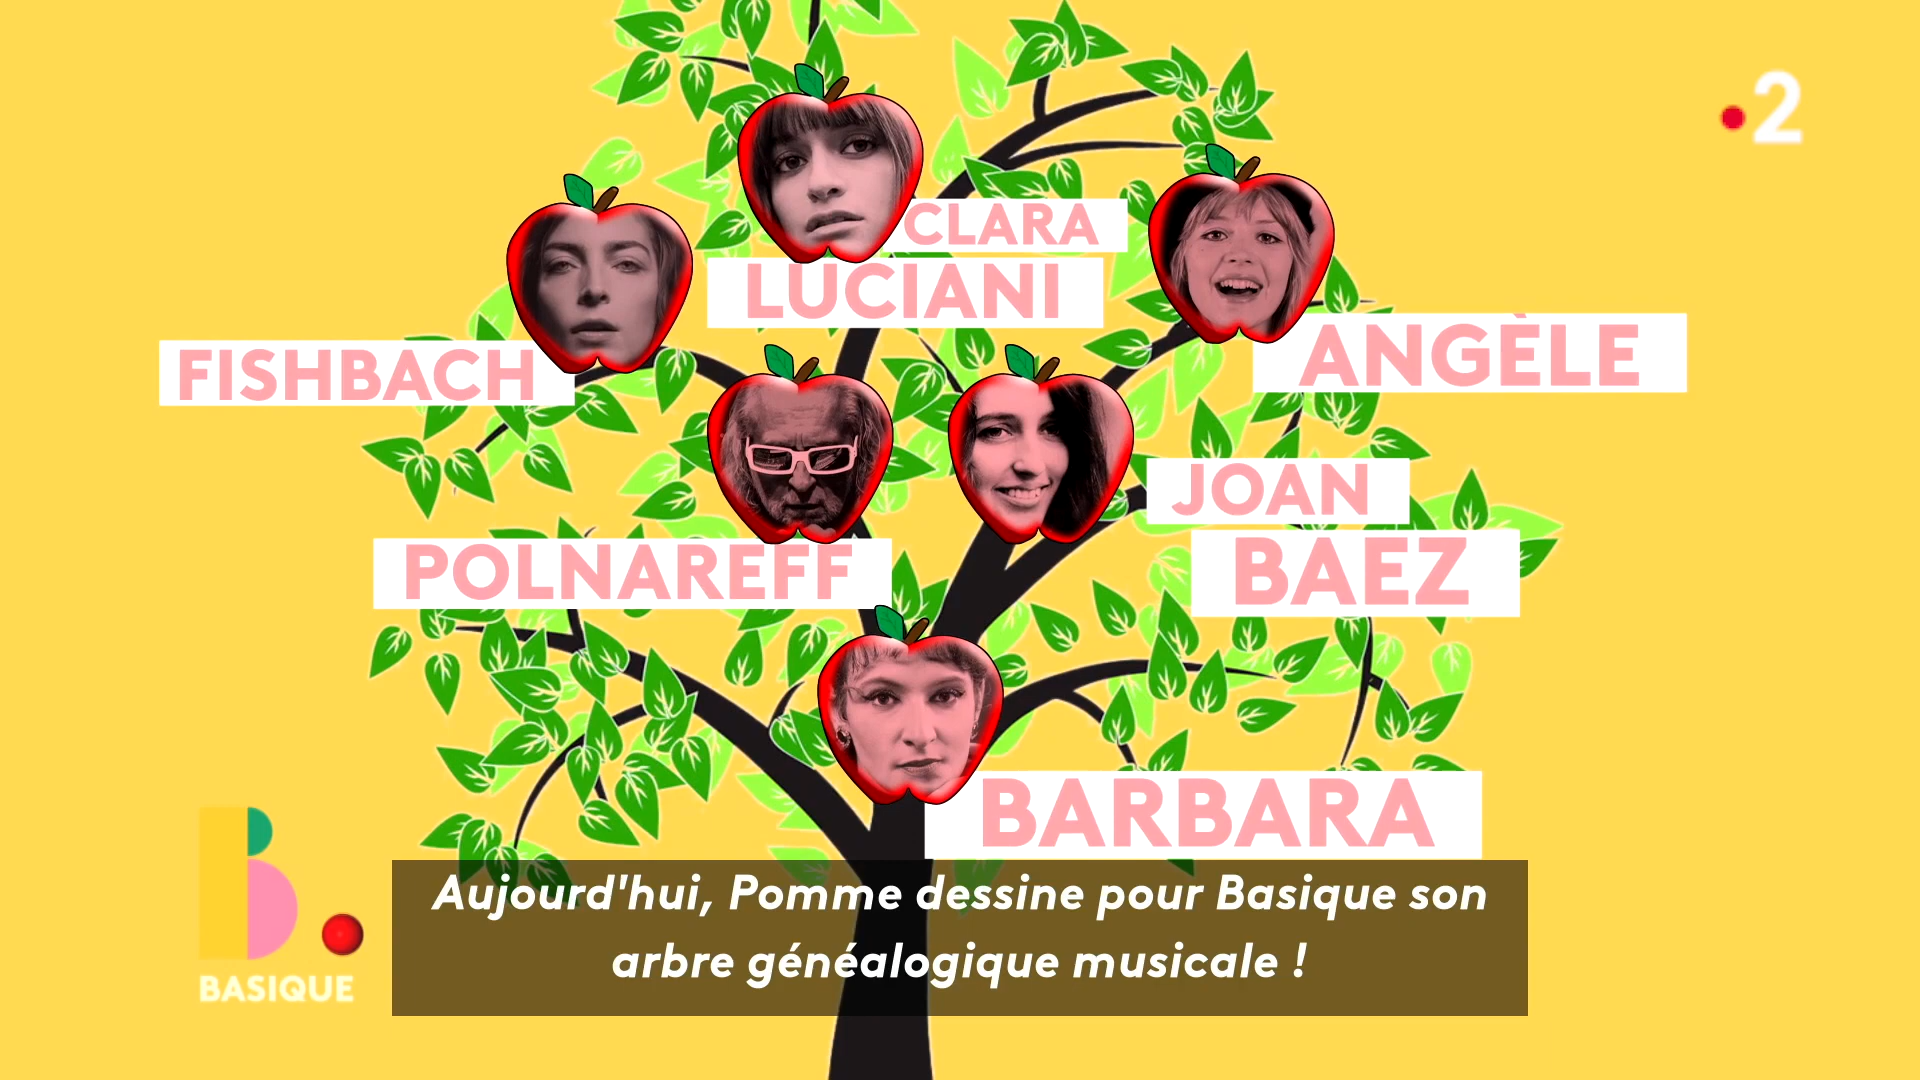 2
CLARA
LUCIANI
FISHBACH
ANGÈLE
POLNAREFF
JOAN
BAEZ
BARBARA
B.
BASIQUE
Aujourd'hui, Pomme dessine pour Basique son
arbre généalogique musicale !